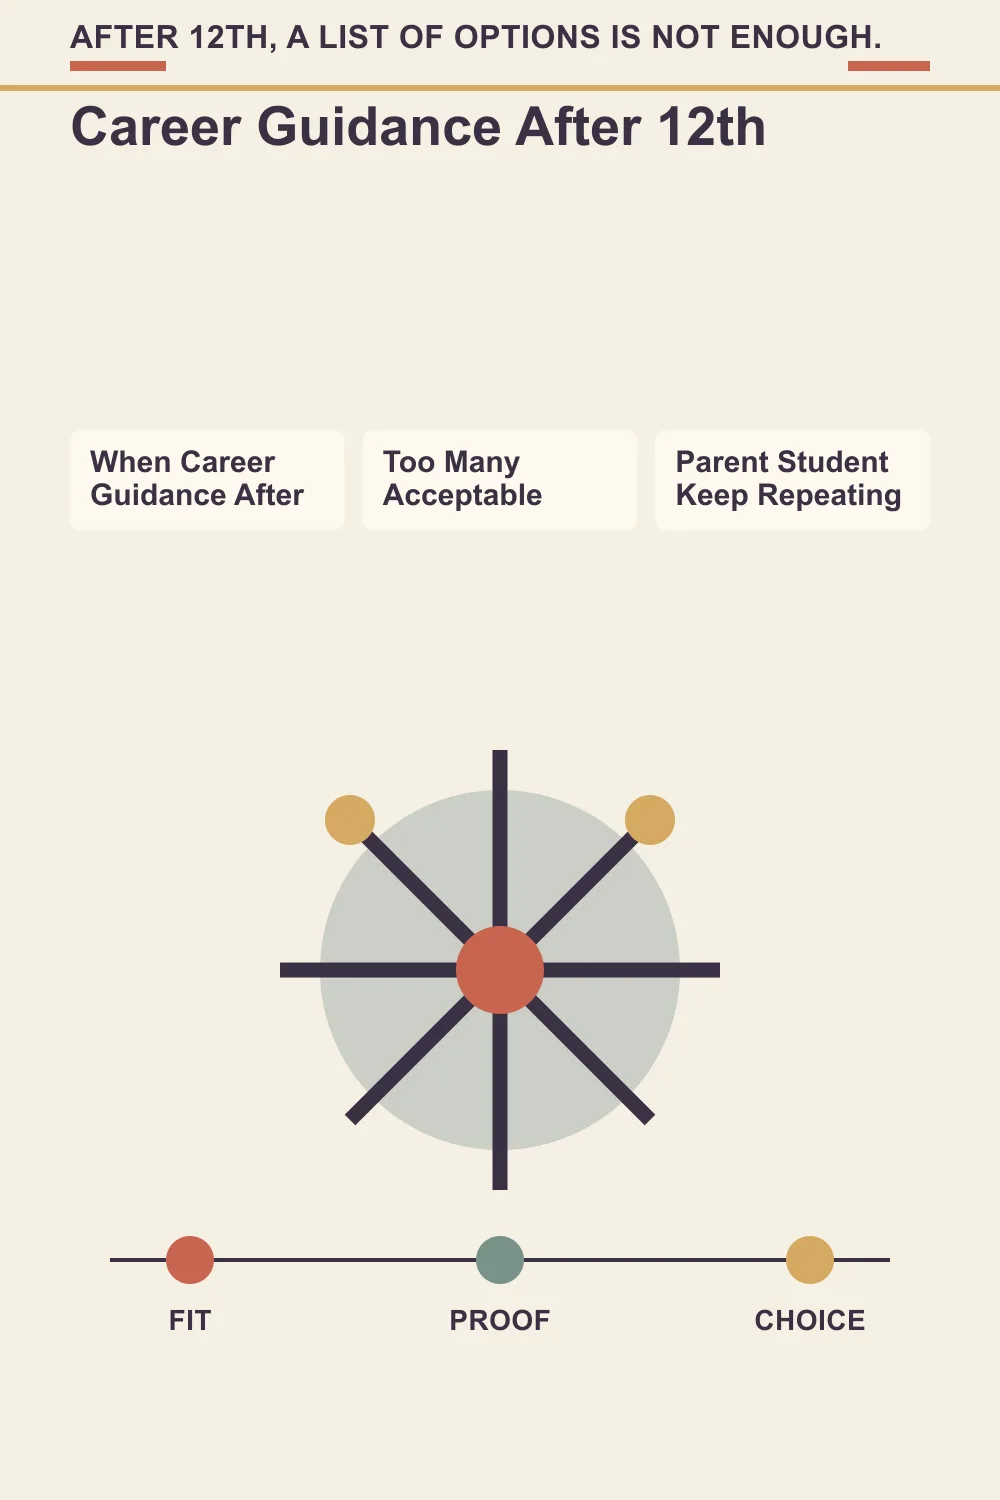 AFTER 12TH, A LIST OF OPTIONS IS NOT ENOUGH.
Career Guidance After 12th
When Career
Guidance After
Too Many
Acceptable
Parent Student
Keep Repeating
FIT
PROOF
CHOICE